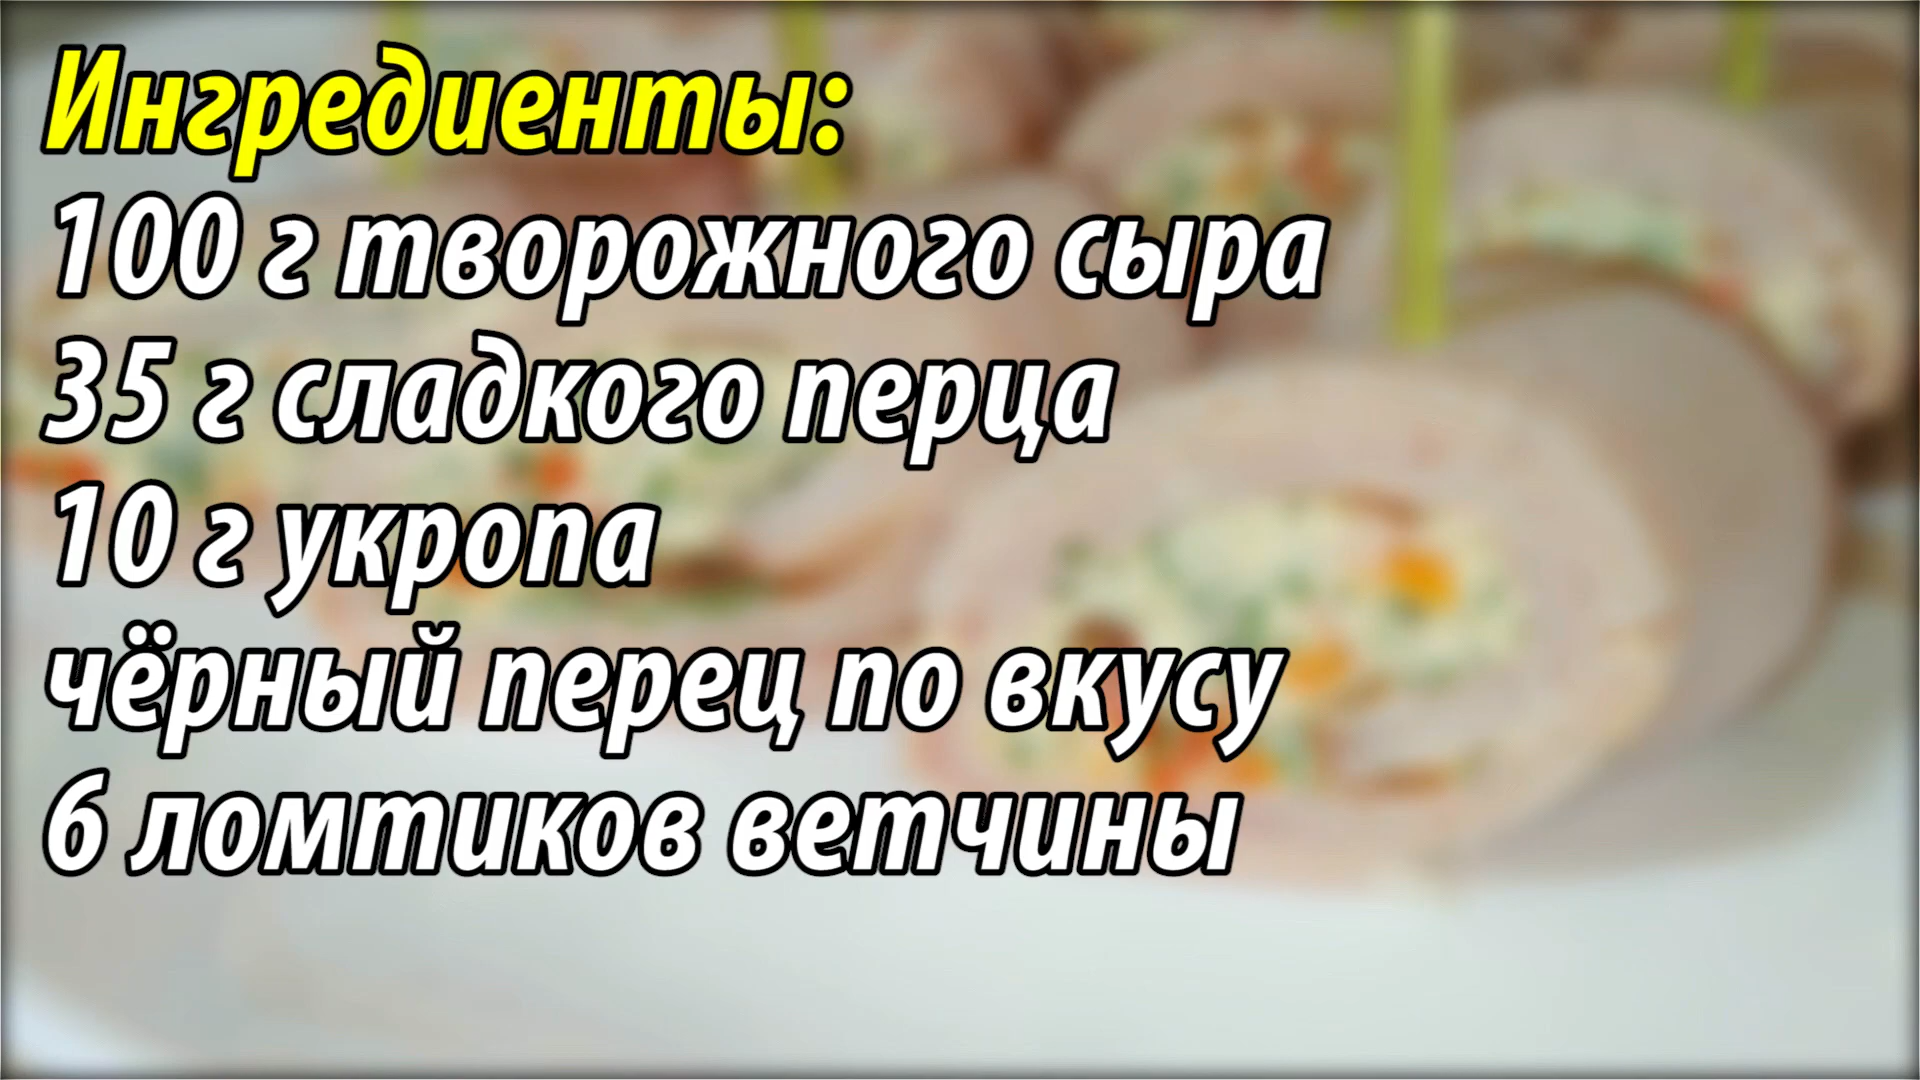 Ингредиенты:
100 г творожного сыра
35 г сладкого перца
10 г укропа
чёрный перец по вкусу
6 ломтиков ветчины